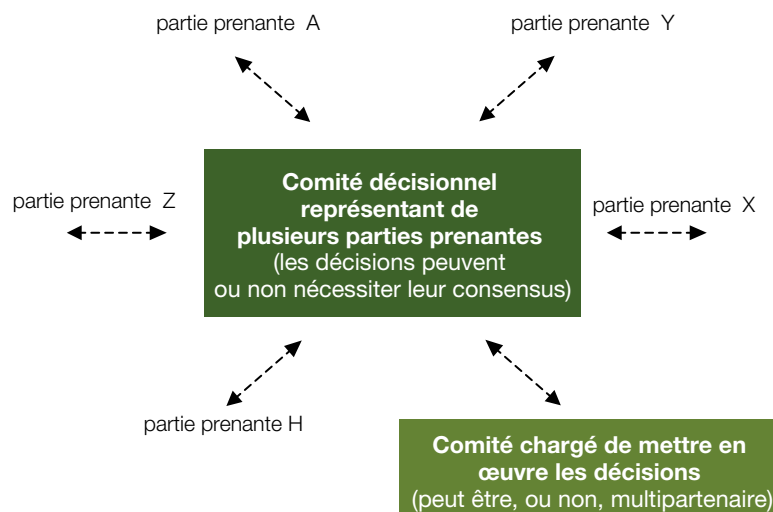 partie prenante A
partie prenante Y
Comité décisionnel
représentant de
plusieurs parties prenantes
(les décisions peuvent
ou non nécessiter leur consensus)
partie prenante Z
partie prenante X
partie prenante H
Comité chargé de mettre en
œuvre les décisions
(peut être, ou non, multipartenaire)